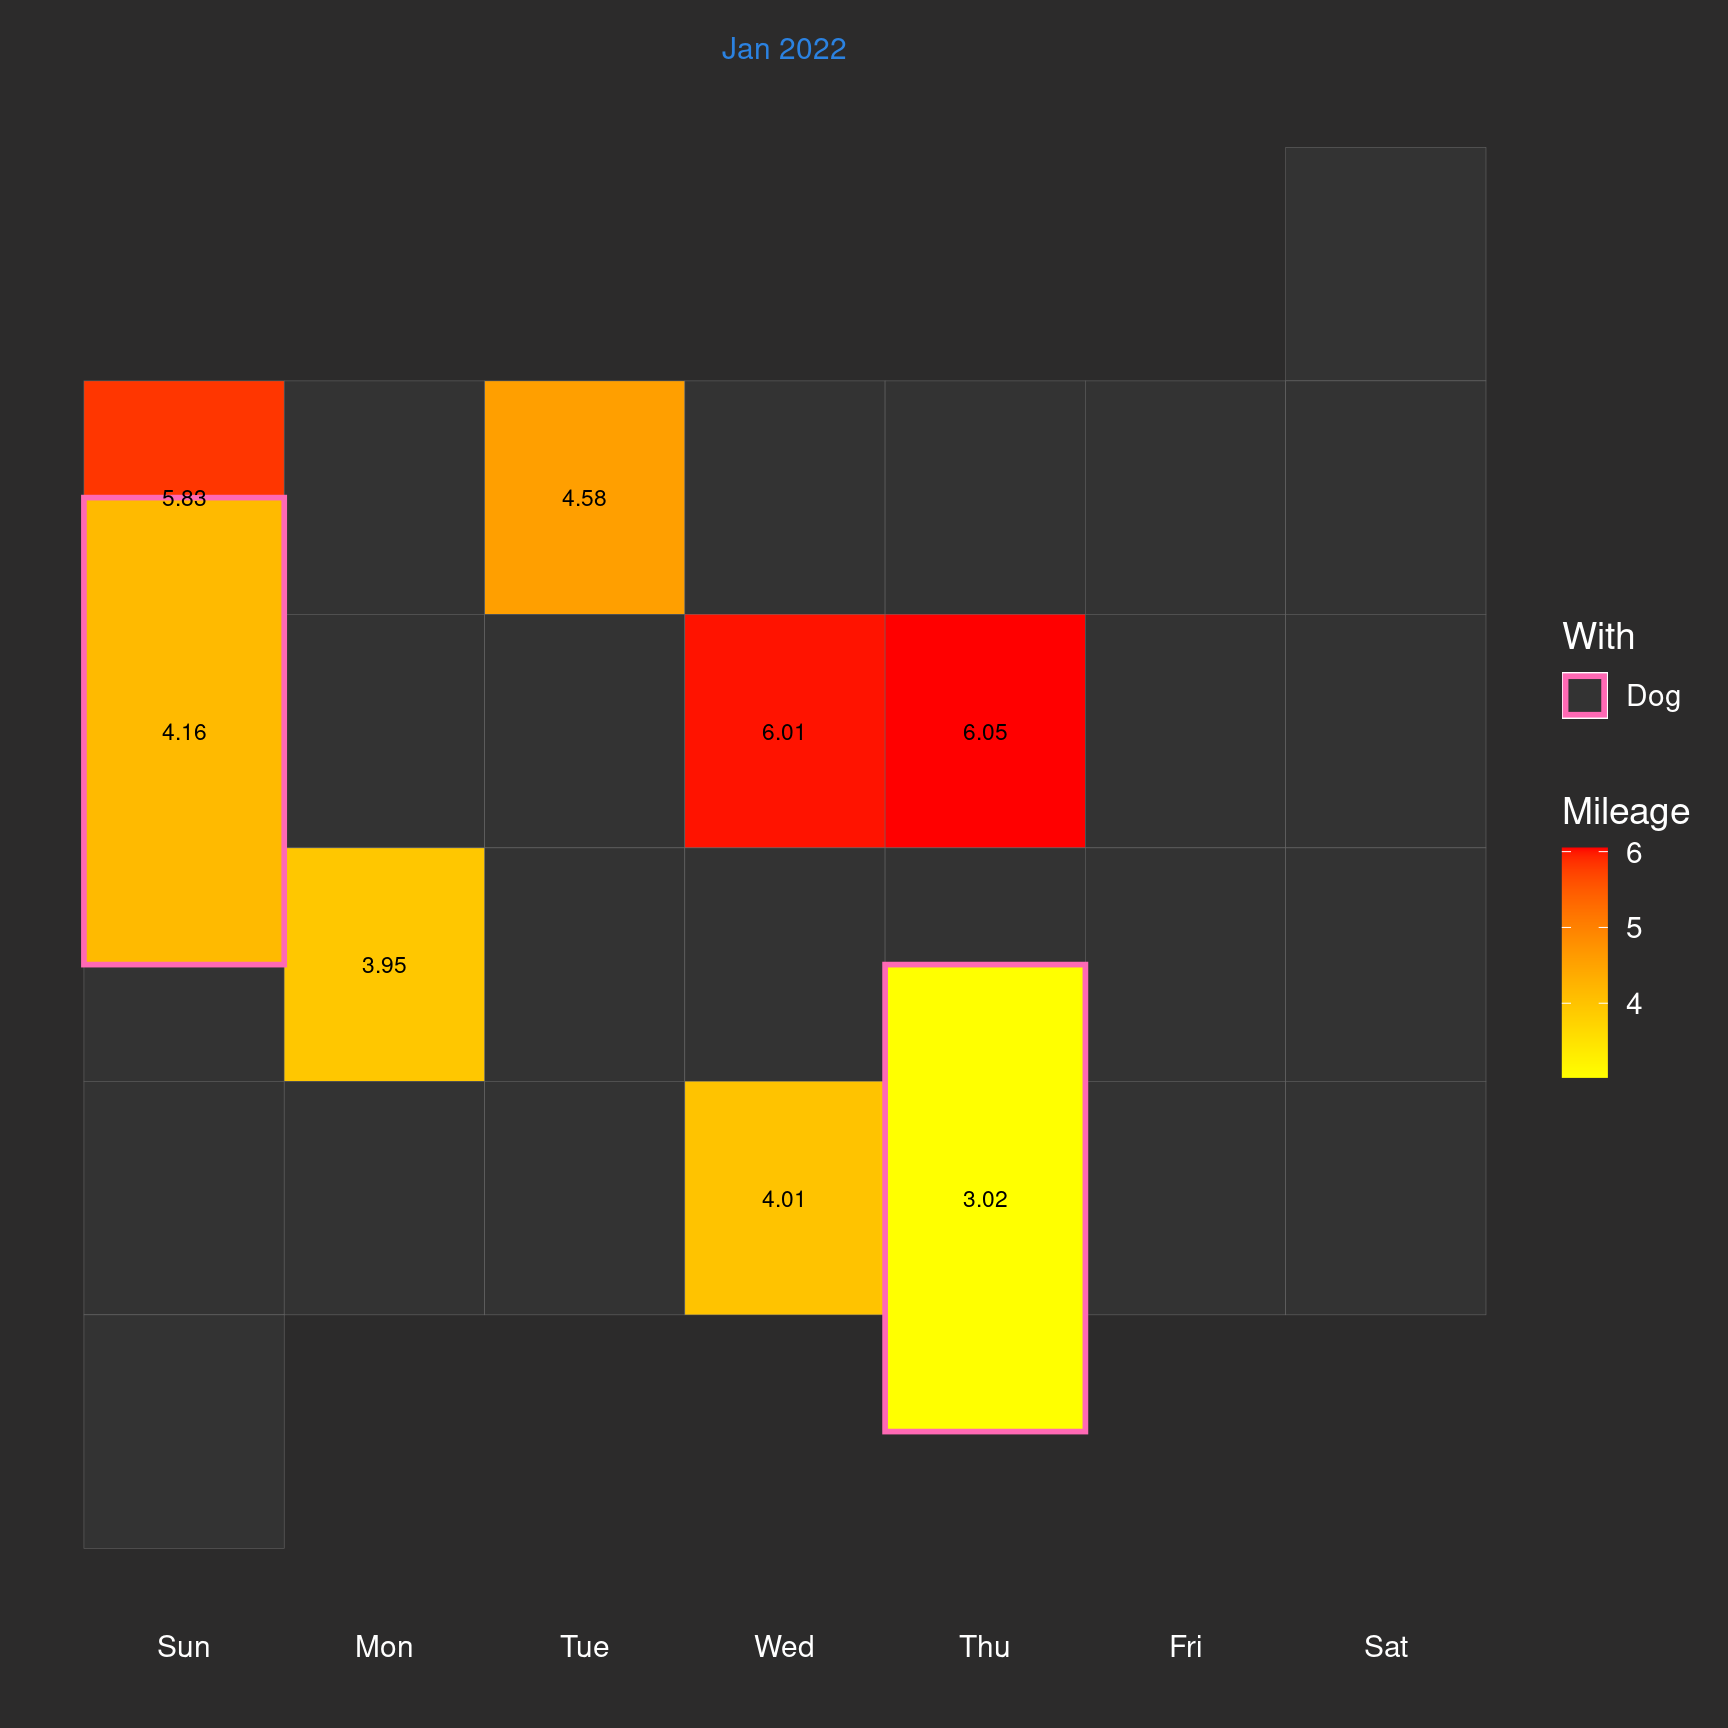 Jan 2022
5.83
4.58
4.16
6.01
6.05
3.95
4.01
3.02
Sun
Mon
Tue
Wed
Thu
Fri
Sat
With
Dog
Mileage
6
5
4